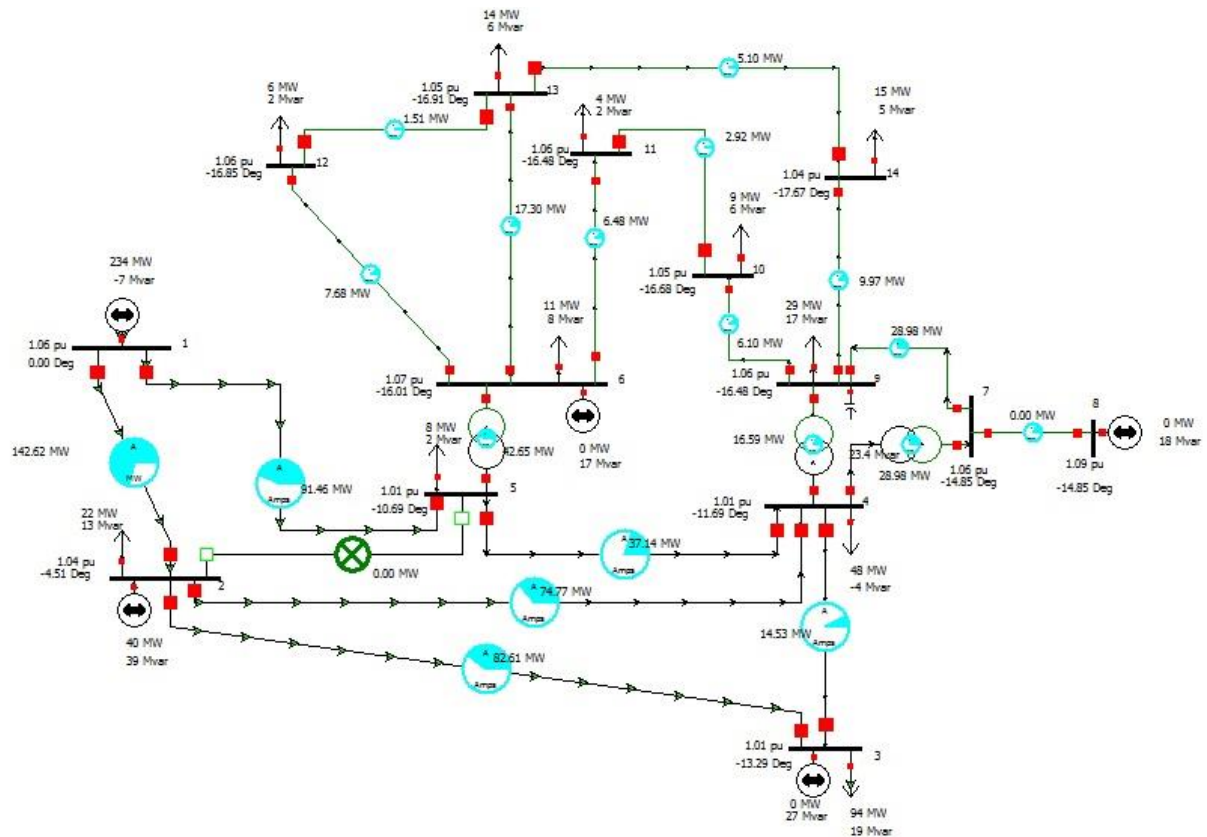 14 MW
6 Mvar
1.05 pu
-16.91 Deg
13
5.10 MW
15 MW
5 Mvar
6 MW
2 Mvar
1.51 MW
4 MW
2 Mvar
2.92 MW
12
1.06 pu
-16.85 Deg
1.06 pu
-16.48 Deg
11
1.04 pu
-17.67 Deg
14
17.30 MW
6.48 MW
9 MW
6 Mvar
7.68 MW
1.05 pu
-16.68 Deg
10
9.97 MW
234 MW
-7 Mvar
11 MW
8 Mvar
29 MW
17 Mvar
28.98 MW
6.10 MW
1.06 pu
0.00 Deg
1
1.07 pu
-16.01 Deg
6
1.06 pu
-16.48 Deg
9
7
0.00 MW
8
0 MW
18 Mvar
8 MW
2 Mvar
42.65 MW
0 MW
17 Mvar
16.59 MW
23.4 Mvar
28.98 MW
1.06 pu
-14.85 Deg
1.09 pu
-14.85 Deg
142.62 MW
A
MW
A
Amps
91.46 MW
1.01 pu
-10.69 Deg
5
1.01 pu
-11.69 Deg
4
22 MW
13 Mvar
37.14 MW
A
Amps
48 MW
-4 Mvar
1.04 pu
-4.51 Deg
2
0.00 MW
74.77 MW
A
Amps
14.53 MW
A
Amps
40 MW
39 Mvar
82.61 MW
A
Amps
1.01 pu
-13.29 Deg
3
0 MW
27 Mvar
94 MW
19 Mvar